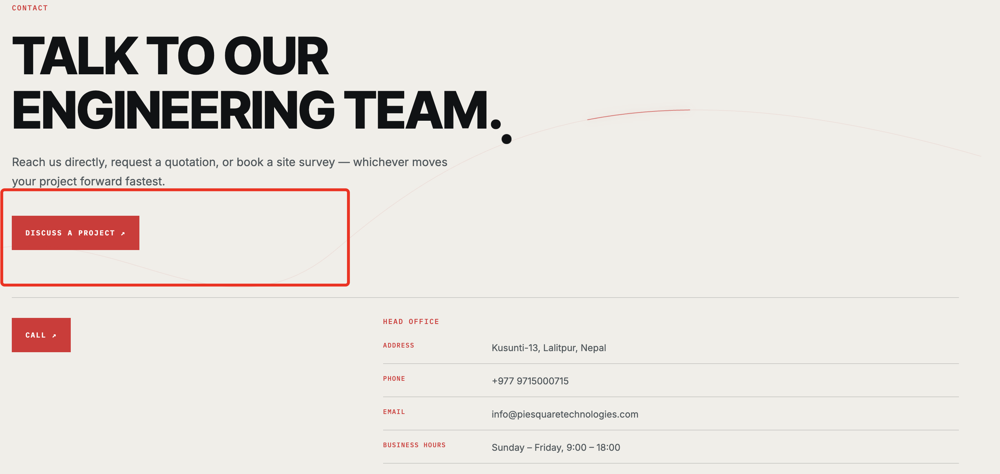 CONTACT
TALK TO OUR
ENGINEERING TEAM.
Reach us directly, request a quotation, or book a site survey — whichever moves
your project forward fastest.
DISCUSS A PROJECT ↗
CALL ↗
HEAD OFFICE
ADDRESS Kusunti-13, Lalitpur, Nepal
PHONE +977 9715000715
EMAIL info@piesquaretechnologies.com
BUSINESS HOURS Sunday – Friday, 9:00 – 18:00